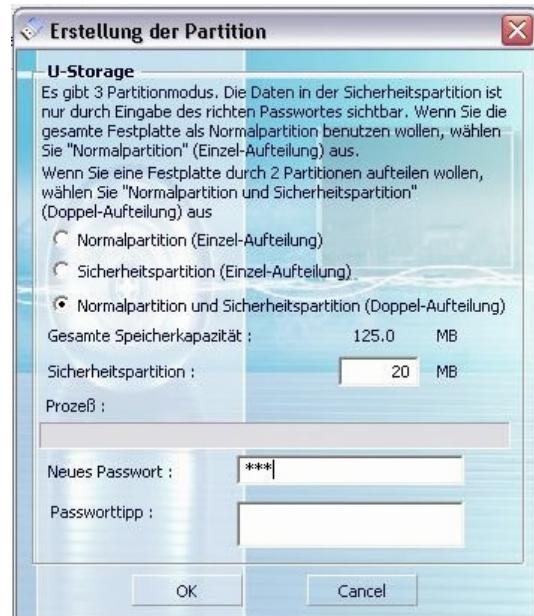 Erstellung der Partition
U-Storage
Es gibt 3 Partitionmodus. Die Daten in der Sicherheitspartition ist
nur durch Eingabe des richten Passwortes sichtbar. Wenn Sie die
gesamte Festplatte als Normalpartition benutzen wollen, wählen
Sie "Normalpartition" (Einzel-Aufteilung) aus.
Wenn Sie eine Festplatte durch 2 Partitionen aufteilen wollen,
wählen Sie "Normalpartition und Sicherheitspartition"
(Doppel-Aufteilung) aus
Normalpartition (Einzel-Aufteilung)
Sicherheitspartition (Einzel-Aufteilung)
Normalpartition und Sicherheitspartition (Doppel-Aufteilung)
Gesamte Speicherkapazität : 125.0 MB
Sicherheitspartition : 20 MB
Prozeß :
Neues Passwort : ***
Passworttipp :
OK Cancel